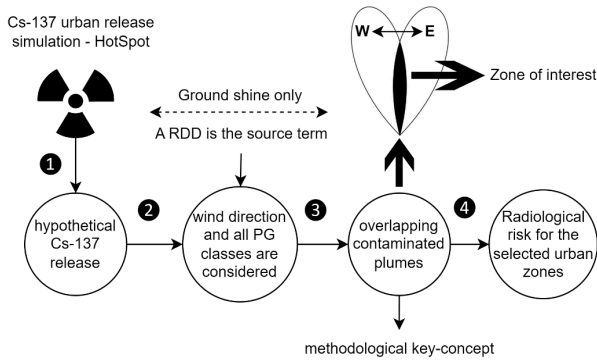 Cs-137 urban release
simulation - HotSpot
W E
Zone of interest
Ground shine only
A RDD is the source term
1
2
3
4
hypothetical
Cs-137
release
wind direction
and all PG
classes are
considered
overlapping
contaminated
plumes
Radiological
risk for the
selected urban
zones
methodological key-concept